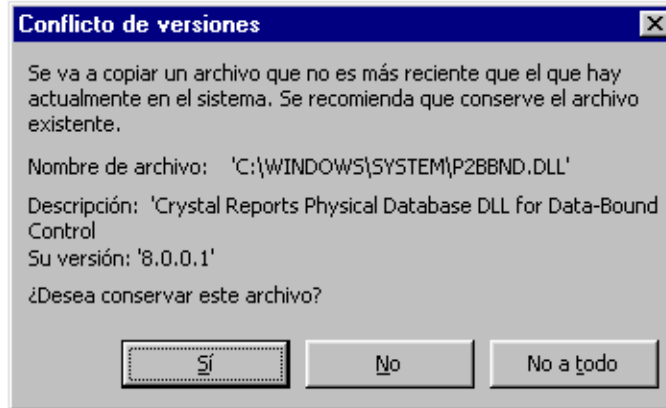 Conflicto de versiones
Se va a copiar un archivo que no es más reciente que el que hay
actualmente en el sistema. Se recomienda que conserve el archivo
existente.
Nombre de archivo: 'C:\WINDOWS\SYSTEM\P2BBND.DLL'
Descripción: 'Crystal Reports Physical Database DLL for Data-Bound
Control
Su versión: '8.0.0.1'
¿Desea conservar este archivo?
Sí No No a todo